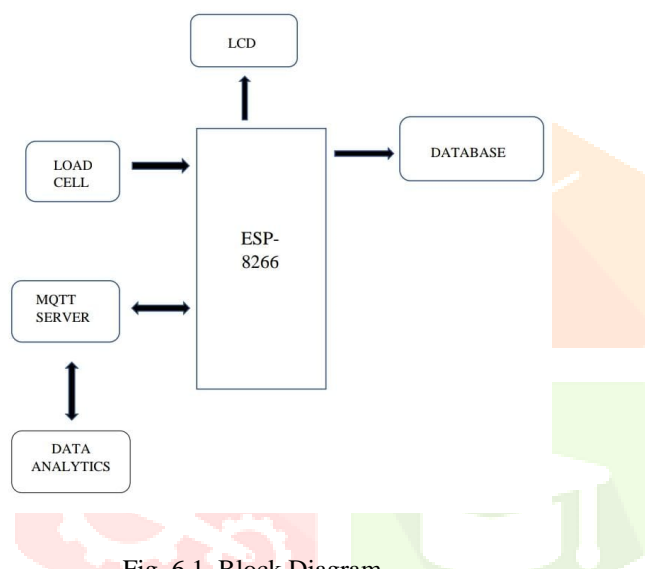 LCD
LOAD
CELL
DATABASE
ESP-
8266
MQTT
SERVER
DATA
ANALYTICS
Fig. 6.1 Block Diagram